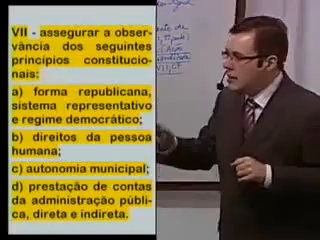 VII - assegurar a obser-
vância dos seguintes
princípios constitucio-
nais:
a) forma republicana,
sistema representativo
e regime democrático;
b) direitos da pessoa
humana;
c) autonomia municipal;
d) prestação de contas
da administração públi-
ca, direta e indireta.